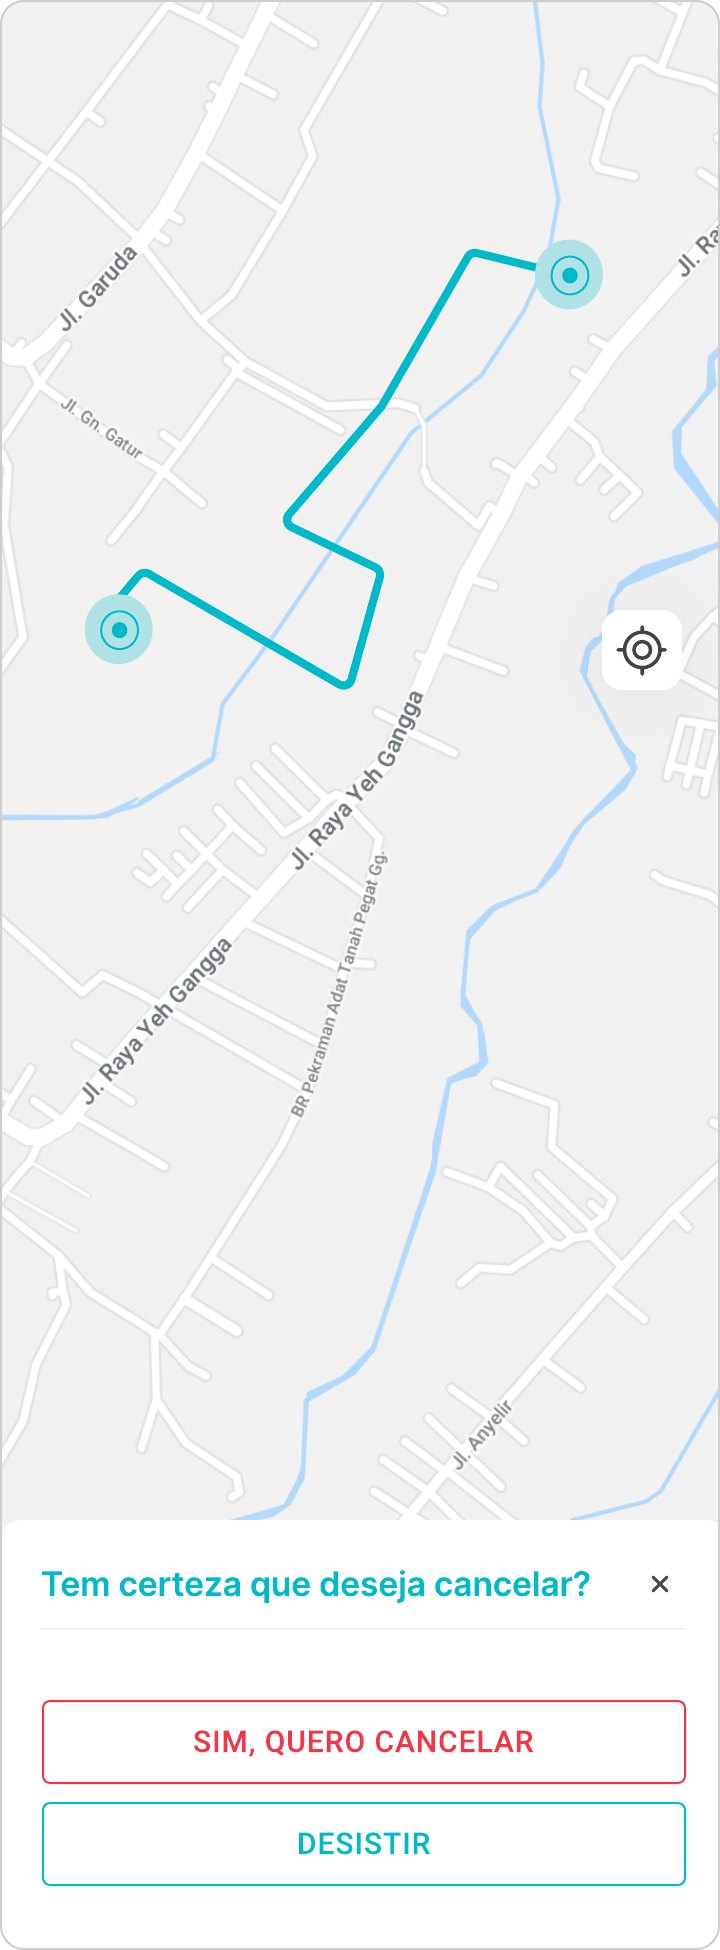 Jl. Ra
Jl. Garuda
Jl. Gn. Gatur
Jl. Raya Yeh Gangga
BR Pekraman Adat Tanah Pegat Gg.
Jl. Raya Yeh Gangga
Jl. Anyelir
Tem certeza que deseja cancelar?
SIM, QUERO CANCELAR
DESISTIR